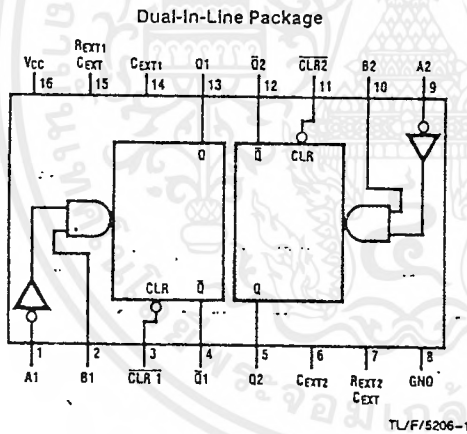 Dual-In-Line Package
VCC REXT1 CEXT CEXT1 Q1 Q̅2 C̅L̅R̅2̅ B2 A2
16 15 14 13 12 11 10 9
Q Q̅ CLR
CLR Q̅ Q
1 2 3 4 5 6 7 8
A1 B1 C̅L̅R̅ ̅1̅ Q̅1 Q2 CEXT2 REXT2 CEXT GND
TL/F/5206-1